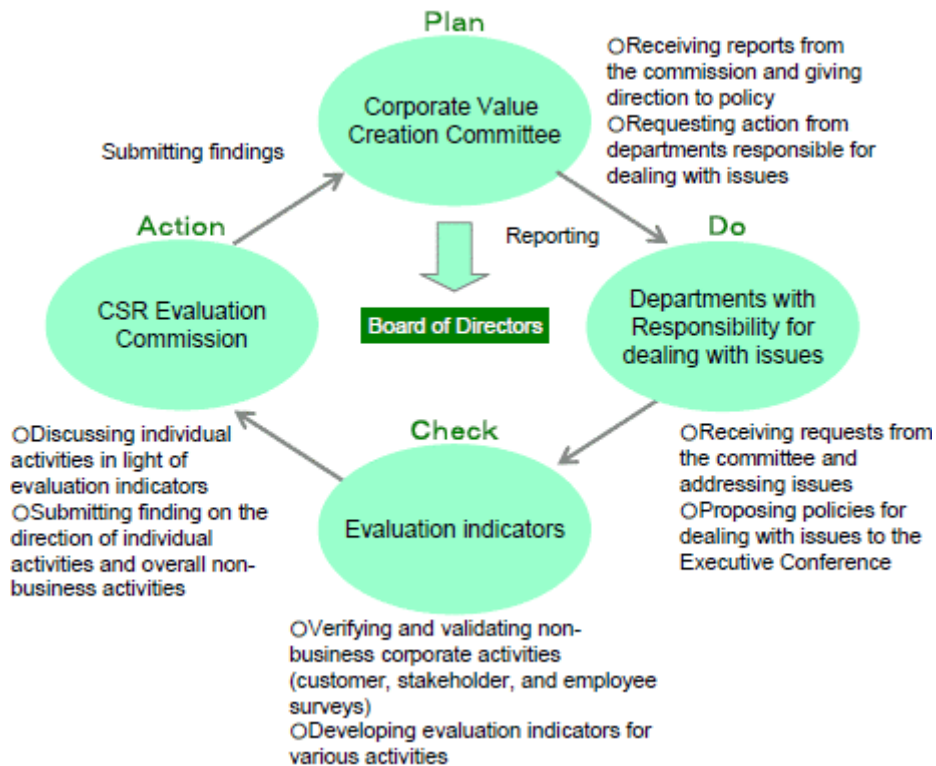 Plan
Corporate Value
Creation Committee
○Receiving reports from
the commission and giving
direction to policy
○Requesting action from
departments responsible for
dealing with issues
Submitting findings
Action
CSR Evaluation
Commission
Reporting
Board of Directors
Do
Departments with
Responsibility for
dealing with issues
○Discussing individual
activities in light of
evaluation indicators
○Submitting finding on the
direction of individual
activities and overall non-
business activities
Check
Evaluation indicators
○Receiving requests from
the committee and
addressing issues
○Proposing policies for
dealing with issues to the
Executive Conference
○Verifying and validating non-
business corporate activities
(customer, stakeholder, and employee
surveys)
○Developing evaluation indicators for
various activities